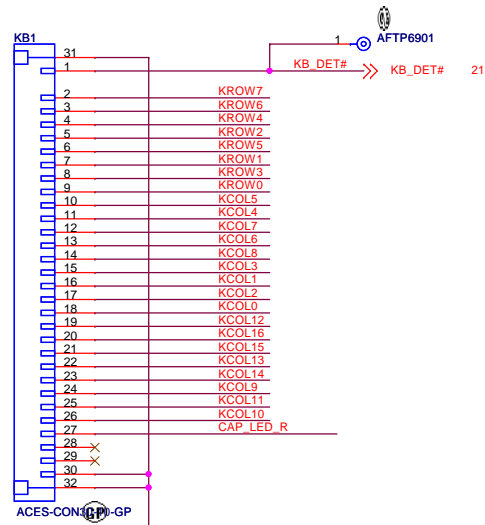 KB1
1 AFTP6901
31
1 KB_DET# KB_DET# 21
2 KROW7
3 KROW6
4 KROW4
5 KROW2
6 KROW5
7 KROW1
8 KROW3
9 KROW0
10 KCOL5
11 KCOL4
12 KCOL7
13 KCOL6
14 KCOL8
15 KCOL3
16 KCOL1
17 KCOL2
18 KCOL0
19 KCOL12
20 KCOL16
21 KCOL15
22 KCOL13
23 KCOL14
24 KCOL9
25 KCOL11
26 KCOL10
27 CAP_LED_R
28
29
30
32